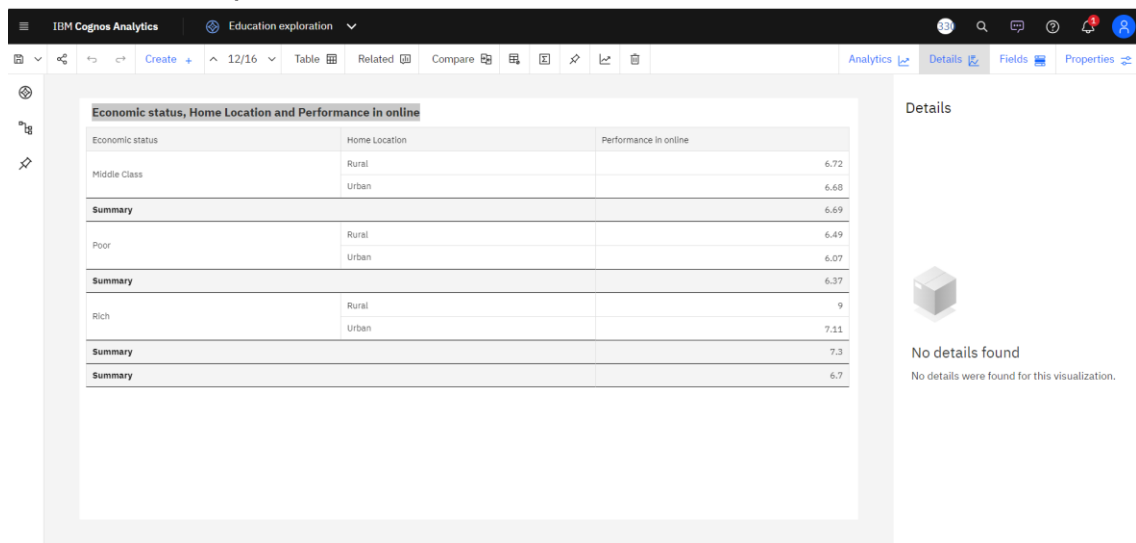 IBM Cognos Analytics Education exploration 33 1
Create + 12/16 Table Related Compare Analytics Details Fields Properties
Economic status, Home Location and Performance in online
Details
Economic status Home Location Performance in online
Middle Class Rural 6.72
Urban 6.68
Summary 6.69
Poor Rural 6.49
Urban 6.07
Summary 6.37
Rich Rural 9
Urban 7.11
Summary 7.3
Summary 6.7
No details found
No details were found for this visualization.